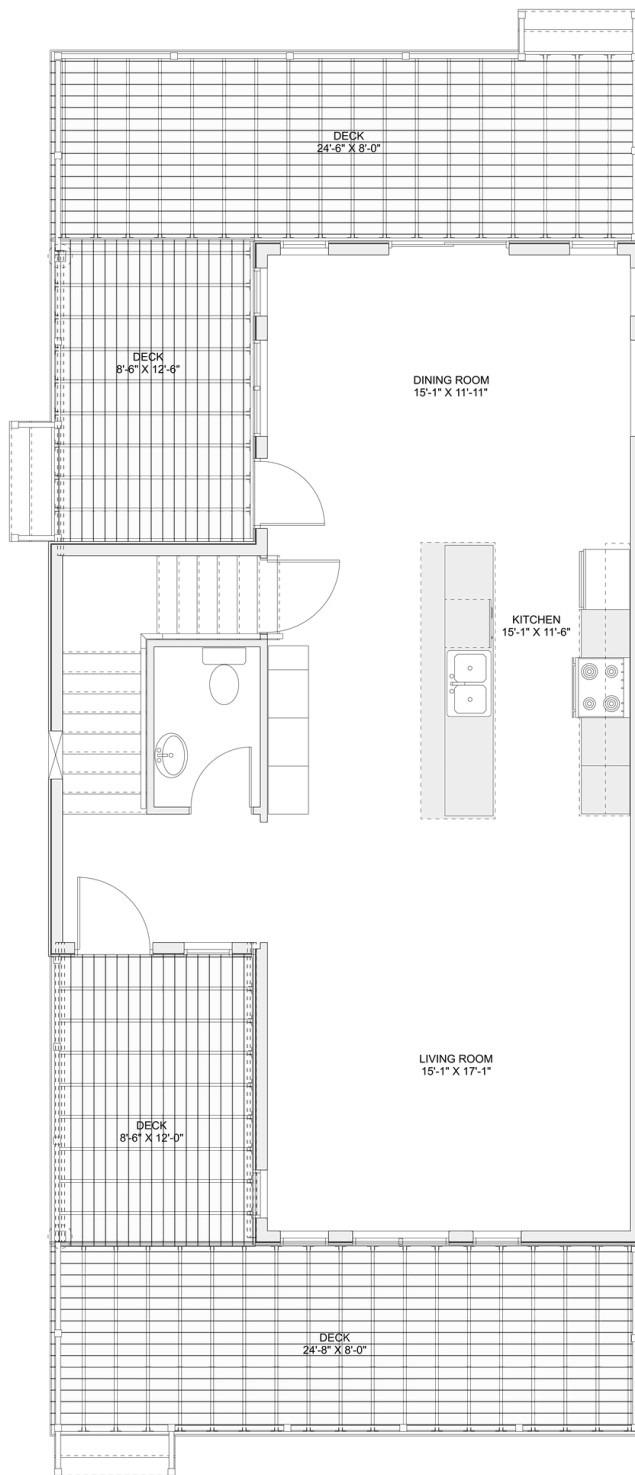 DECK
24'-6" X 8'-0"
DECK
8'-6" X 12'-6"
DINING ROOM
15'-1" X 11'-11"
KITCHEN
15'-1" X 11'-6"
LIVING ROOM
15'-1" X 17'-1"
DECK
8'-6" X 12'-0"
DECK
24'-8" X 8'-0"